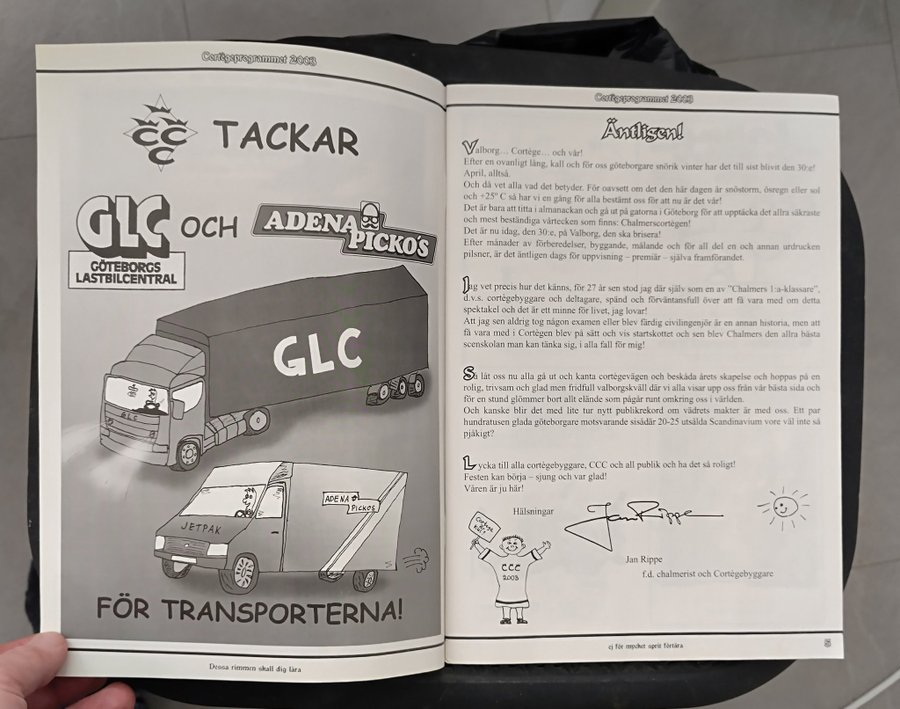 Cortègeprogrammet 2003
CCC
C
TACKAR
GLC
GÖTEBORGS
LASTBILCENTRAL
OCH
ADENA
PICKO'S
GLC
GLC
ADENA
PICKOS
JETPAK
FÖR TRANSPORTERNA!
Dessa rimmen skall dig lära
Cortègeprogrammet 2003
Äntligen!
Valborg… Cortège… och vår!
Efter en ovanligt lång, kall och för oss göteborgare snörik vinter har det till sist blivit den 30:e!
April, alltså.
Och då vet alla vad det betyder. För oavsett om det den här dagen är snöstorm, ösregn eller sol
och +25° C så har vi en gång för alla bestämt oss för att nu är det vår!
Det är bara att titta i almanackan och gå ut på gatorna i Göteborg för att upptäcka det allra säkraste
och mest beständiga vårtecken som finns: Chalmerscortègen!
Det är nu idag, den 30:e, på Valborg, den ska brisera!
Efter månader av förberedelser, byggande, målande och för all del en och annan urdrucken
pilsner, är det äntligen dags för uppvisning – premiär – själva framförandet.
Jag vet precis hur det känns, för 27 år sen stod jag där själv som en av ”Chalmers 1:a-klassare”,
d.v.s. cortègebyggare och deltagare, spänd och förväntansfull över att få vara med om detta
spektakel och det är ett minne för livet, jag lovar!
Att jag sen aldrig tog någon examen eller blev färdig civilingenjör är en annan historia, men att
få vara med i Cortègen blev på sätt och vis startskottet och sen blev Chalmers den allra bästa
scenskolan man kan tänka sig, i alla fall för mig!
Så låt oss nu alla gå ut och kanta cortègevägen och beskåda årets skapelse och hoppas på en
rolig, trivsam och glad men fridfull valborgskväll där vi alla visar upp oss från vår bästa sida och
för en stund glömmer bort allt elände som pågår runt omkring oss i världen.
Och kanske blir det med lite tur nytt publikrekord om vädrets makter är med oss. Ett par
hundratusen glada göteborgare motsvarande sisådär 20-25 utsålda Scandinavium vore väl inte så
pjåkigt?
Lycka till alla cortègebyggare, CCC och all publik och ha det så roligt!
Festen kan börja – sjung och var glad!
Våren är ju här!
Hälsningar
Jan Rippe
Jan Rippe
f.d. chalmerist och Cortègebyggare
CCC
2003
ej för mycket sprit förtära
5